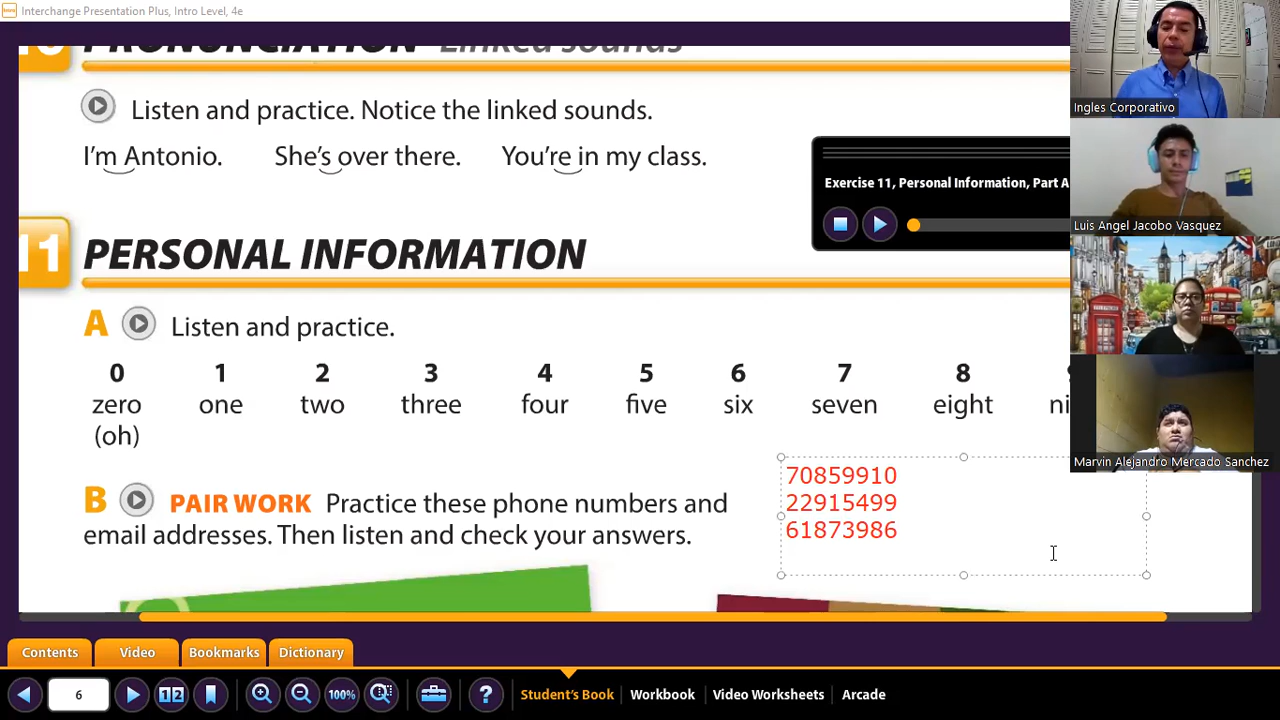 Interchange Presentation Plus, Intro Level, 4e
PRONUNCIATION Linked sounds
Listen and practice. Notice the linked sounds.
I'm Antonio. She's over there. You're in my class.
Exercise 11, Personal Information, Part A
11 PERSONAL INFORMATION
A Listen and practice.
0 1 2 3 4 5 6 7 8
zero one two three four five six seven eight
(oh)
70859910
22915499
61873986
B PAIR WORK Practice these phone numbers and
email addresses. Then listen and check your answers.
Ingles Corporativo
Luis Angel Jacobo Vasquez
Marvin Alejandro Mercado Sanchez
Contents Video Bookmarks Dictionary
6 12 100% ? Student's Book Workbook Video Worksheets Arcade